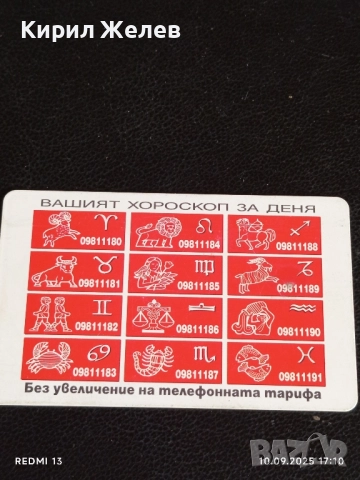 Кирил Желев
ВАШИЯТ ХОРОСКОП ЗА ДЕНЯ
09811180 09811184 09811188
09811181 09811185 09811189
09811182 09811186 09811190
09811183 09811187 09811191
Без увеличение на телефонната тарифа
REDMI 13 10.09.2025 17:10
BAZAR